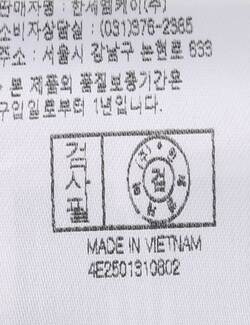 판매자명 : 한세엠케이(주)
소비자상담실 : (031)376-2365
주소 : 서울시 강남구 논현로 633
본 제품의 품질보증기간은
구입일로부터 1년입니다.
검사필
MADE IN VIETNAM
4E2501310802